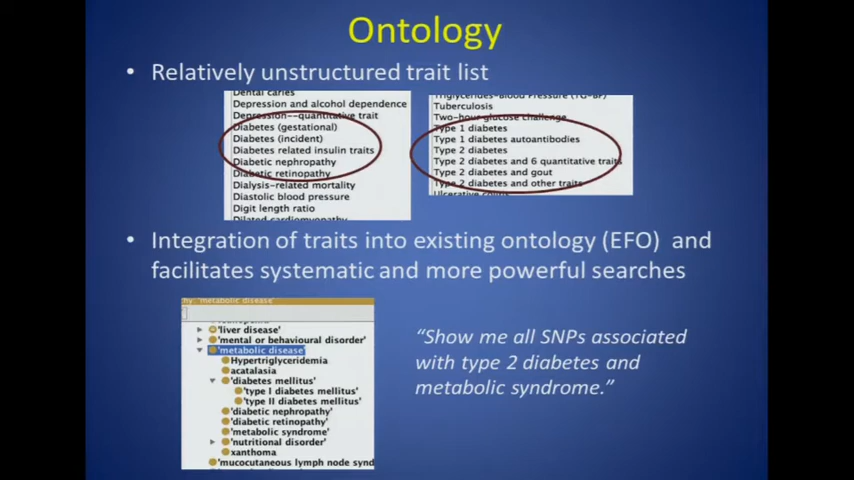 Ontology
• Relatively unstructured trait list
Dental caries
Depression and alcohol dependence
Depression--quantitative trait
Diabetes (gestational)
Diabetes (incident)
Diabetes related insulin traits
Diabetic nephropathy
Diabetic retinopathy
Dialysis-related mortality
Diastolic blood pressure
Digit length ratio
Dilated cardiomyopathy
Triglycerides-Blood Pressure (TG-BP)
Tuberculosis
Two-hour glucose challenge
Type 1 diabetes
Type 1 diabetes autoantibodies
Type 2 diabetes
Type 2 diabetes and 6 quantitative traits
Type 2 diabetes and gout
Type 2 diabetes and other traits
Ulcerative colitis
• Integration of traits into existing ontology (EFO) and
facilitates systematic and more powerful searches
hy: 'metabolic disease'
'liver disease'
'mental or behavioural disorder'
'metabolic disease'
Hypertriglyceridemia
acatalasia
'diabetes mellitus'
'type I diabetes mellitus'
'type II diabetes mellitus'
'diabetic nephropathy'
'diabetic retinopathy'
'metabolic syndrome'
'nutritional disorder'
xanthoma
'mucocutaneous lymph node synd
“Show me all SNPs associated
with type 2 diabetes and
metabolic syndrome.”